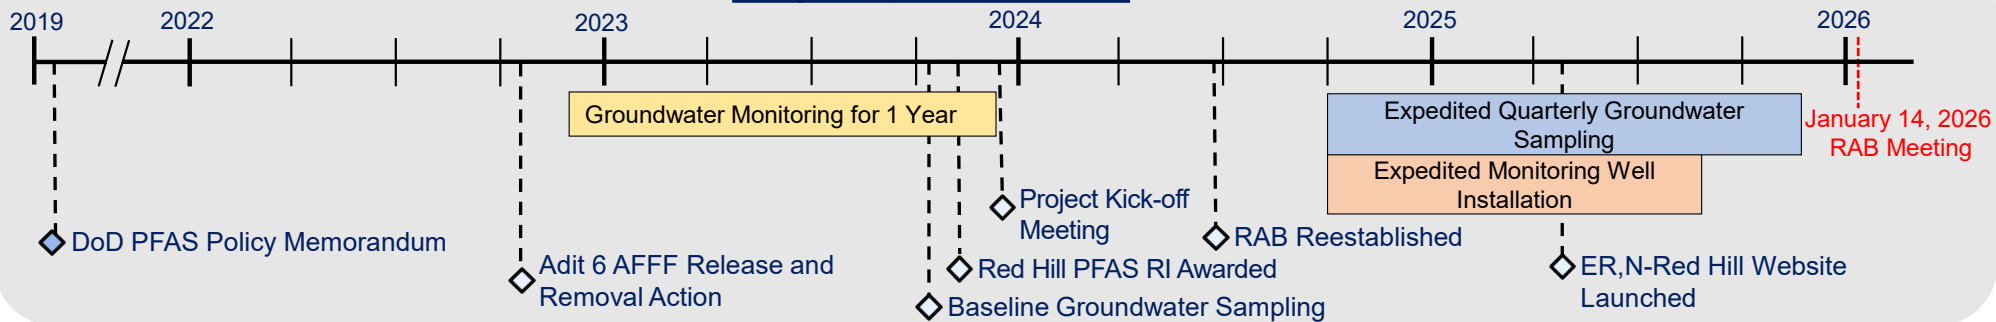 2019
2022
2023
2024
2025
2026
Groundwater Monitoring for 1 Year
Expedited Quarterly Groundwater
Sampling
January 14, 2026
RAB Meeting
Expedited Monitoring Well
Installation
Project Kick-off
Meeting
DoD PFAS Policy Memorandum
RAB Reestablished
Adit 6 AFFF Release and
Removal Action
Red Hill PFAS RI Awarded
ER,N-Red Hill Website
Launched
Baseline Groundwater Sampling